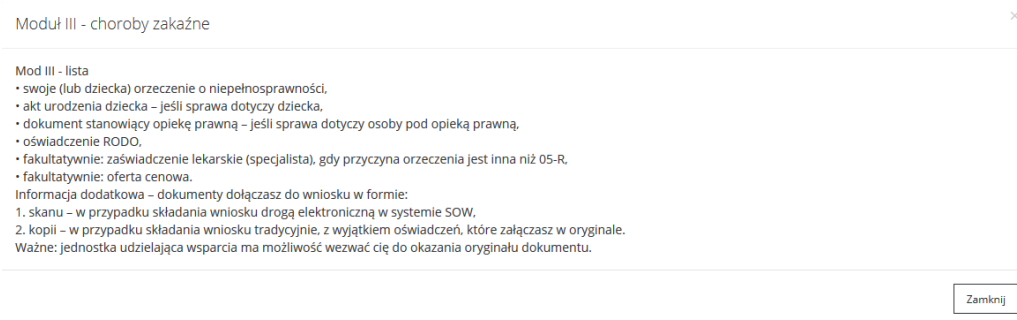 Moduł III - choroby zakaźne
×
Mod III - lista
• swoje (lub dziecka) orzeczenie o niepełnosprawności,
• akt urodzenia dziecka – jeśli sprawa dotyczy dziecka,
• dokument stanowiący opiekę prawną – jeśli sprawa dotyczy osoby pod opieką prawną,
• oświadczenie RODO,
• fakultatywnie: zaświadczenie lekarskie (specjalista), gdy przyczyna orzeczenia jest inna niż 05-R,
• fakultatywnie: oferta cenowa.
Informacja dodatkowa – dokumenty dołączasz do wniosku w formie:
1. skanu – w przypadku składania wniosku drogą elektroniczną w systemie SOW,
2. kopii – w przypadku składania wniosku tradycyjnie, z wyjątkiem oświadczeń, które załączasz w oryginale.
Ważne: jednostka udzielająca wsparcia ma możliwość wezwać cię do okazania oryginału dokumentu.
Zamknij